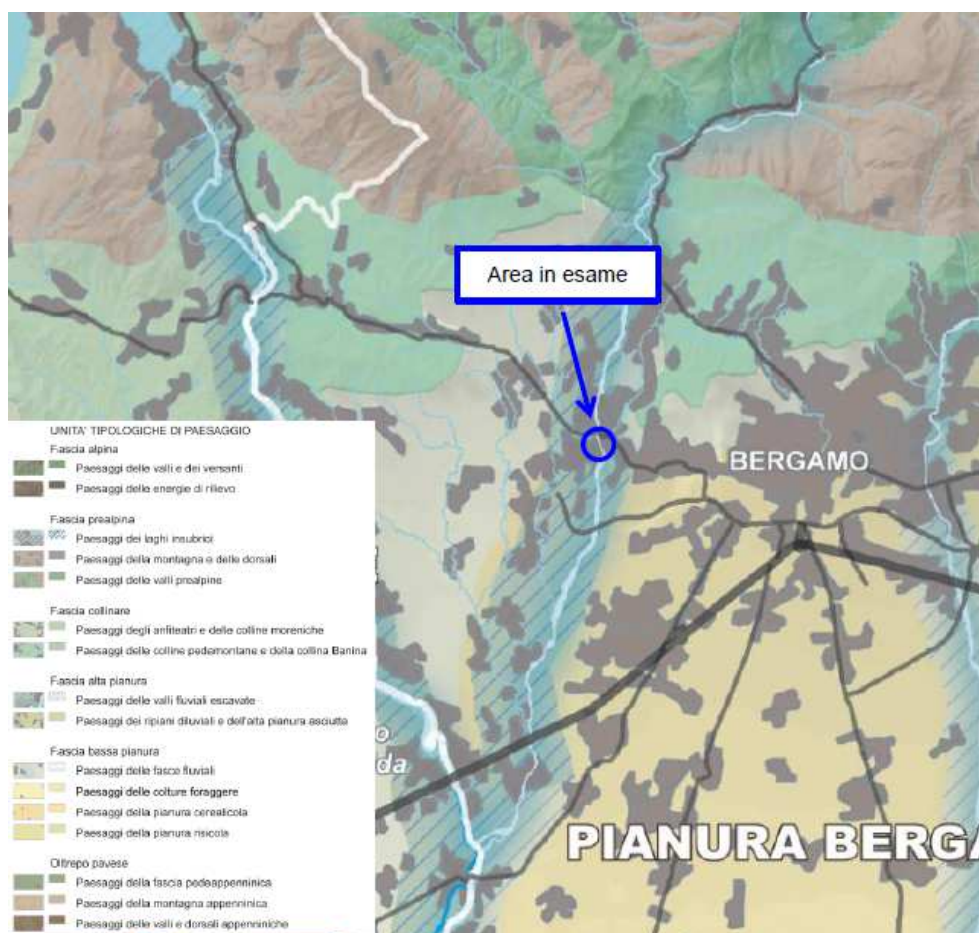 Area in esame
BERGAMO
da
PIANURA BERGA
UNITA' TIPOLOGICHE DI PAESAGGIO
Fascia alpina
Paesaggi delle valli e dei versanti
Paesaggi delle energie di rilievo
Fascia prealpina
Paesaggi dei laghi insubrici
Paesaggi della montagna e delle dorsali
Paesaggi delle valli prealpine
Fascia collinare
Paesaggi degli anfiteatri e delle colline moreniche
Paesaggi delle colline pedemontane e della collina Banina
Fascia alta pianura
Paesaggi delle valli fluviali escavate
Paesaggi dei ripiani diluviali e dell'alta pianura asciutta
Fascia bassa pianura
Paesaggi delle fasce fluviali
Paesaggi delle colture foraggere
Paesaggi della pianura cerealicola
Paesaggi della pianura risicola
Oltrepo pavese
Paesaggi della fascia pedeappenninica
Paesaggi della montagna appenninica
Paesaggi delle valli e dorsali appenniniche